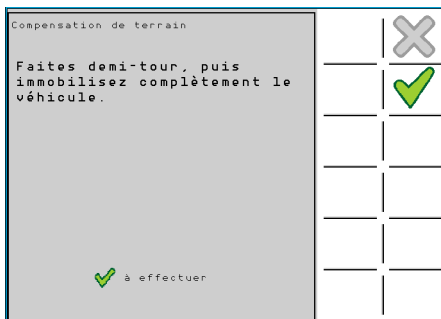 Compensation de terrain
Faites demi-tour, puis
immobilisez complètement le
véhicule.
à effectuer